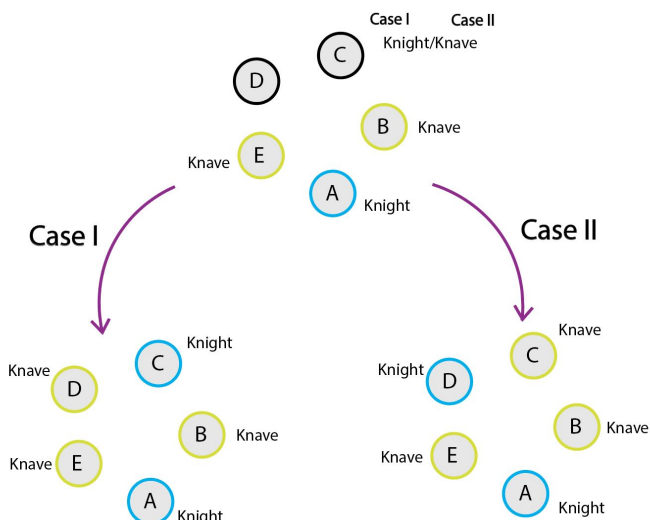 Case I Case II
Knight/Knave
C
D
B Knave
Knave E
A Knight
Case I
Case II
Knight
C
Knave
D
B Knave
Knave E
A
Knight
Knave
C
Knight D
B Knave
Knave E
A
Knight